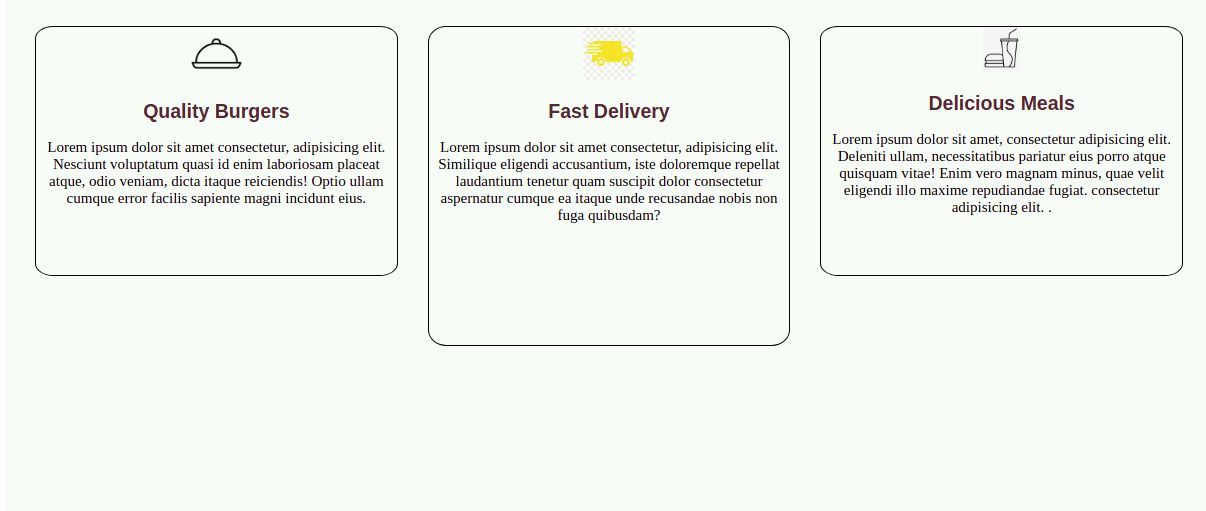 Quality Burgers
Lorem ipsum dolor sit amet consectetur, adipisicing elit.
Nesciunt voluptatum quasi id enim laboriosam placeat
atque, odio veniam, dicta itaque reiciendis! Optio ullam
cumque error facilis sapiente magni incidunt eius.
Fast Delivery
Lorem ipsum dolor sit amet consectetur, adipisicing elit.
Similique eligendi accusantium, iste doloremque repellat
laudantium tenetur quam suscipit dolor consectetur
aspernatur cumque ea itaque unde recusandae nobis non
fuga quibusdam?
Delicious Meals
Lorem ipsum dolor sit amet, consectetur adipisicing elit.
Deleniti ullam, necessitatibus pariatur eius porro atque
quisquam vitae! Enim vero magnam minus, quae velit
eligendi illo maxime repudiandae fugiat. consectetur
adipisicing elit. .